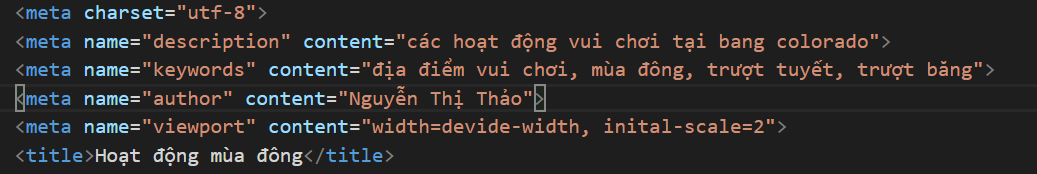 <meta charset="utf-8">
<meta name="description" content="các hoạt động vui chơi tại bang colorado">
<meta name="keywords" content="địa điểm vui chơi, mùa đông, trượt tuyết, trượt băng">
<meta name="author" content="Nguyễn Thị Thảo">
<meta name="viewport" content="width=devide-width, inital-scale=2">
<title>Hoạt động mùa đông</title>